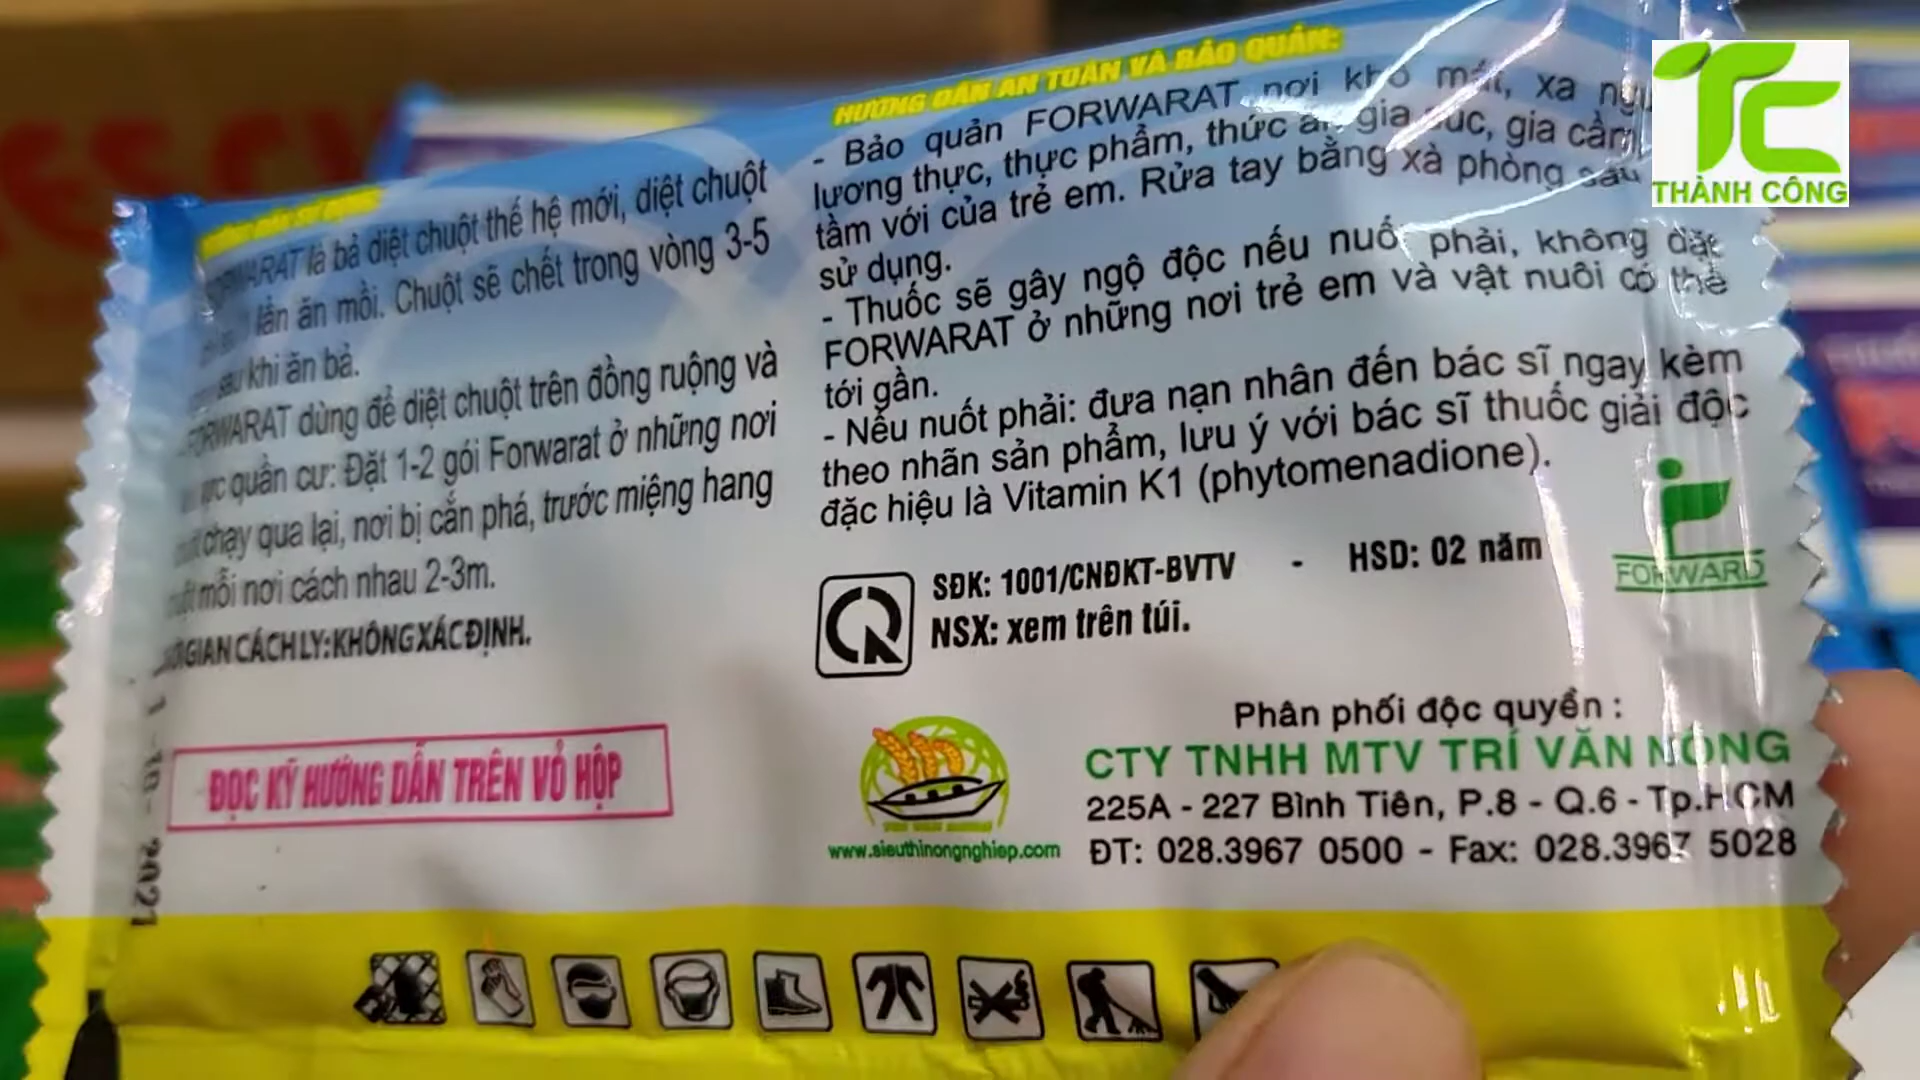 HƯỚNG DẪN AN TOÀN VÀ BẢO QUẢN:
- Bảo quản FORWARAT nơi khô mát, xa
lương thực, thực phẩm, thức ăn gia súc, gia cầm,
tầm với của trẻ em. Rửa tay bằng xà phòng sau
sử dụng.
- Thuốc sẽ gây ngộ độc nếu nuốt phải, không đặt
FORWARAT ở những nơi trẻ em và vật nuôi có thể
tới gần.
- Nếu nuốt phải: đưa nạn nhân đến bác sĩ ngay kèm
theo nhãn sản phẩm, lưu ý với bác sĩ thuốc giải độc
đặc hiệu là Vitamin K1 (phytomenadione).
FORWARAT là bả diệt chuột thế hệ mới, diệt chuột
lần ăn mồi. Chuột sẽ chết trong vòng 3-5
sau khi ăn bả.
FORWARAT dùng để diệt chuột trên đồng ruộng và
quần cư: Đặt 1-2 gói Forwarat ở những nơi
chạy qua lại, nơi bị cắn phá, trước miệng hang
mỗi nơi cách nhau 2-3m.
GIAN CÁCH LY: KHÔNG XÁC ĐỊNH.
SĐK: 1001/CNĐKT-BVTV - HSD: 02 năm
NSX: xem trên túi.
FORWARD
ĐỌC KỸ HƯỚNG DẪN TRÊN VỎ HỘP
Phân phối độc quyền :
CTY TNHH MTV TRÍ VĂN NÔNG
225A - 227 Bình Tiên, P.8 - Q.6 - Tp.HCM
ĐT: 028.3967 0500 - Fax: 028.3967 5028
www.sieuthinongnghiep.com
2021
TC
THÀNH CÔNG